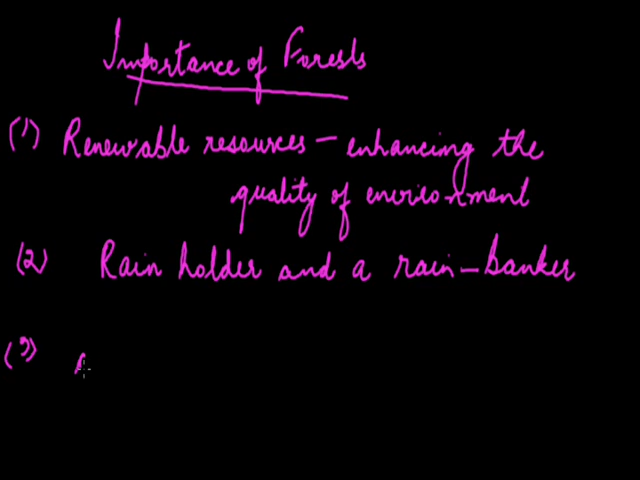 Importance of Forests
(1) Renewable resources – enhancing the
quality of environment
(2) Rain holder and a rain-banker
(3)